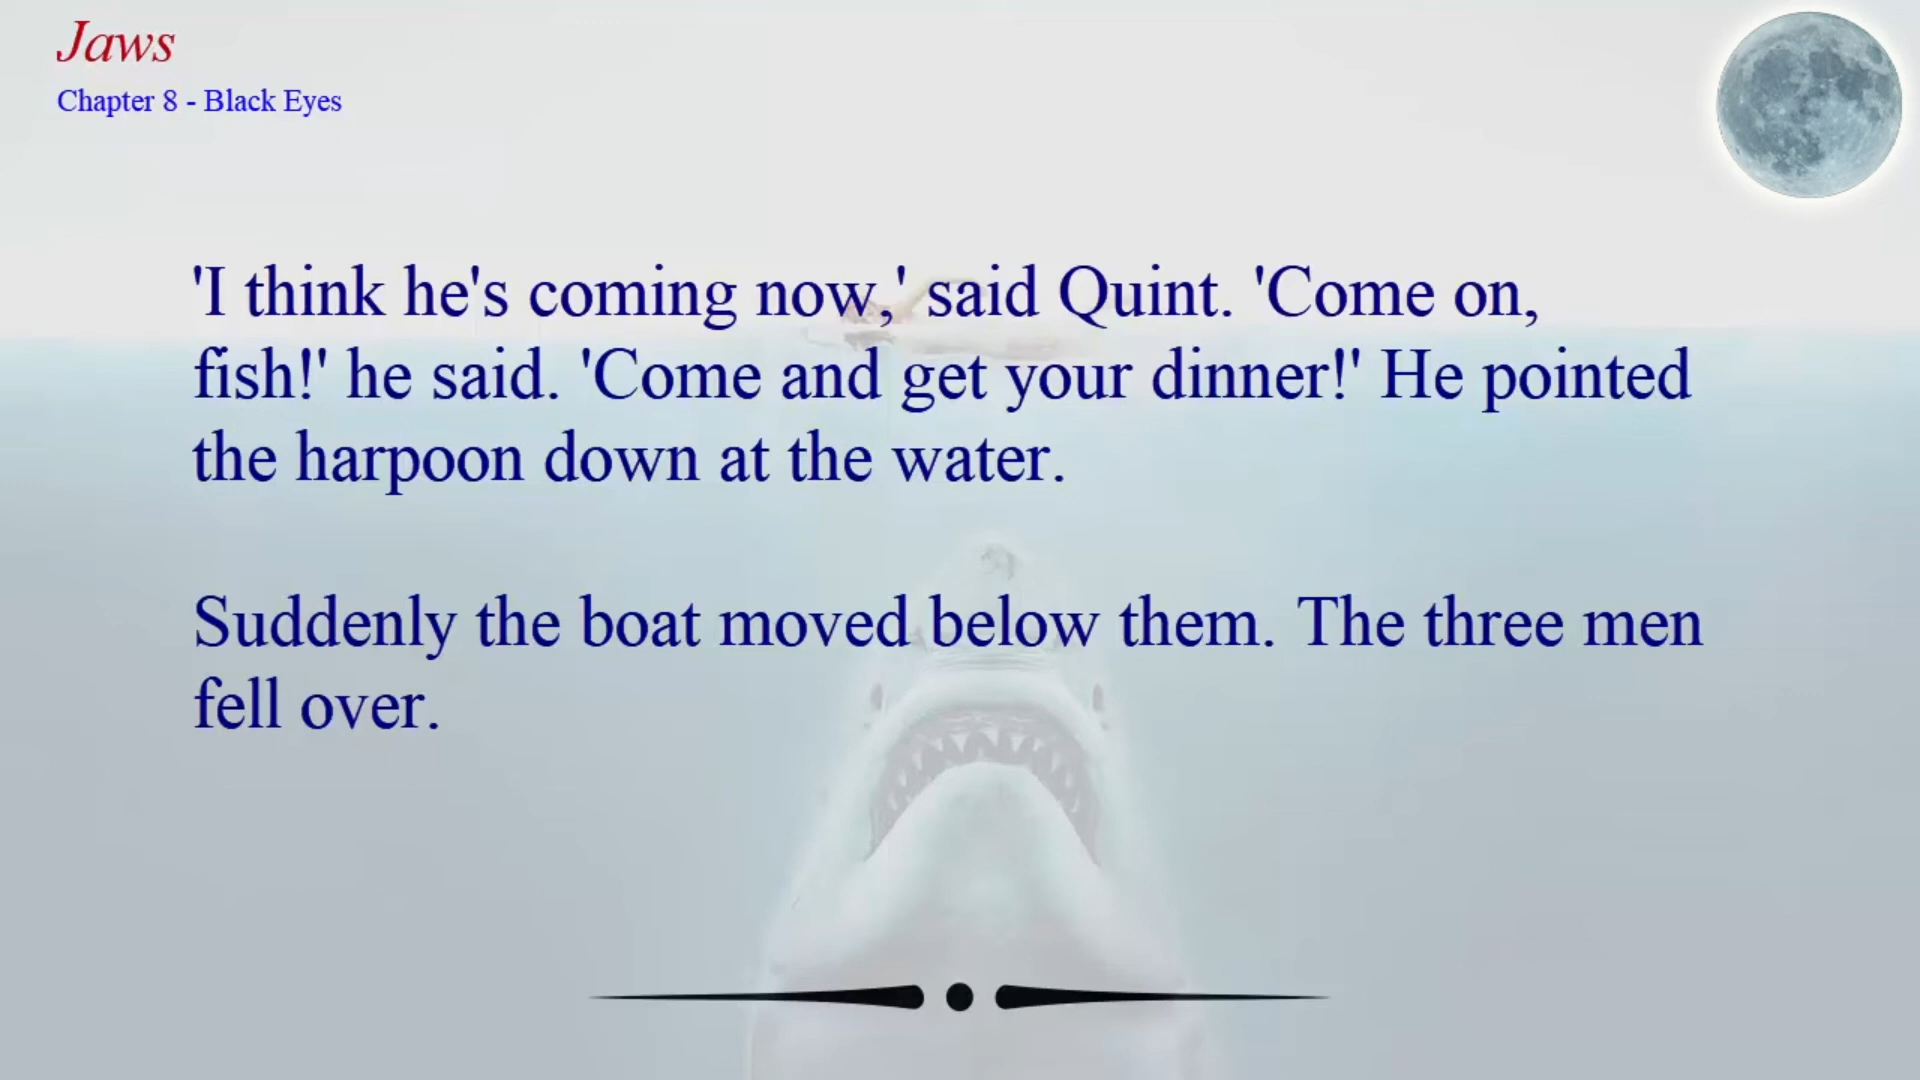 Jaws
Chapter 8 - Black Eyes
'I think he's coming now,' said Quint. 'Come on,
fish!' he said. 'Come and get your dinner!' He pointed
the harpoon down at the water.
Suddenly the boat moved below them. The three men
fell over.